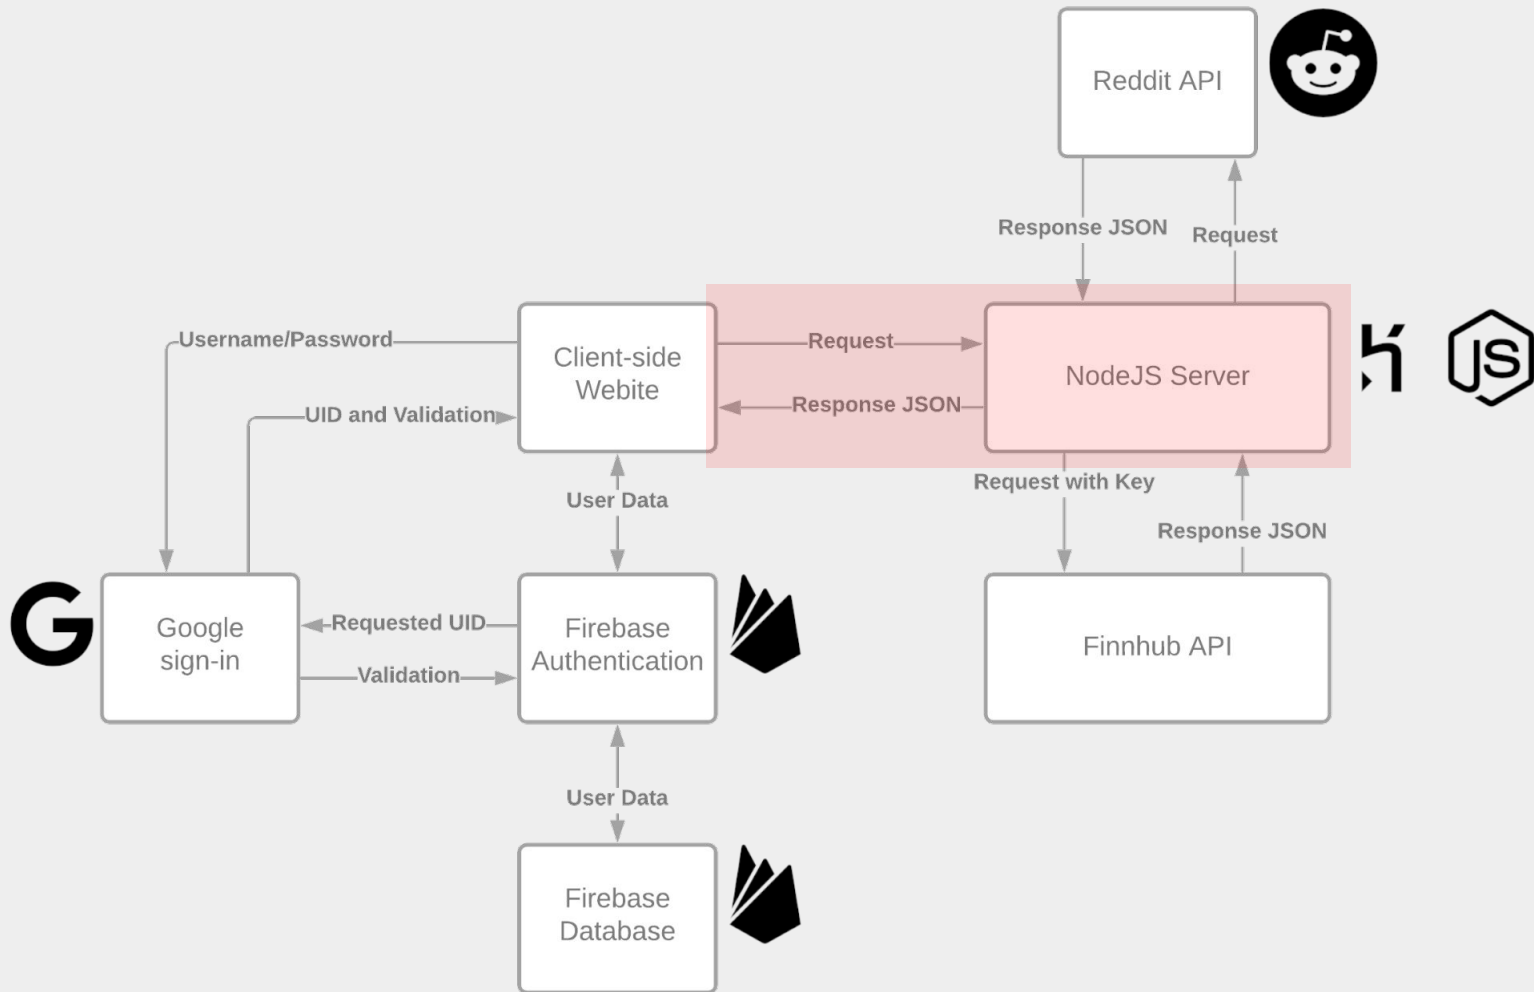 Reddit API
Response JSON
Request
Username/Password
Client-side
Webite
Request
NodeJS Server
JS
Response JSON
UID and Validation
Request with Key
User Data
Response JSON
G
Google
sign-in
Requested UID
Validation
Firebase
Authentication
Finnhub API
User Data
Firebase
Database